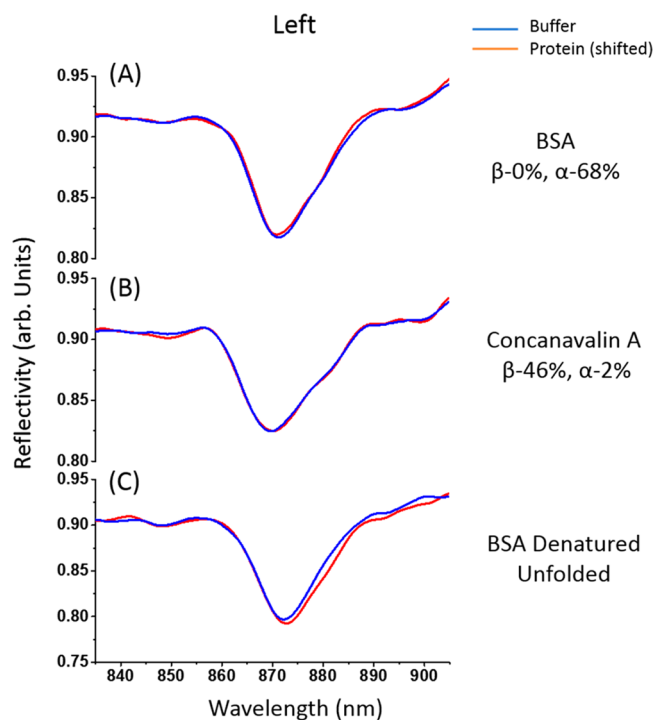 Left
Buffer
Protein (shifted)
(A)
0.95
0.90
0.85
0.80
BSA
β-0%, α-68%
(B)
0.95
0.90
0.85
0.80
Concanavalin A
β-46%, α-2%
(C)
0.95
0.90
0.85
0.80
0.75
BSA Denatured
Unfolded
Reflectivity (arb. Units)
840 850 860 870 880 890 900
Wavelength (nm)